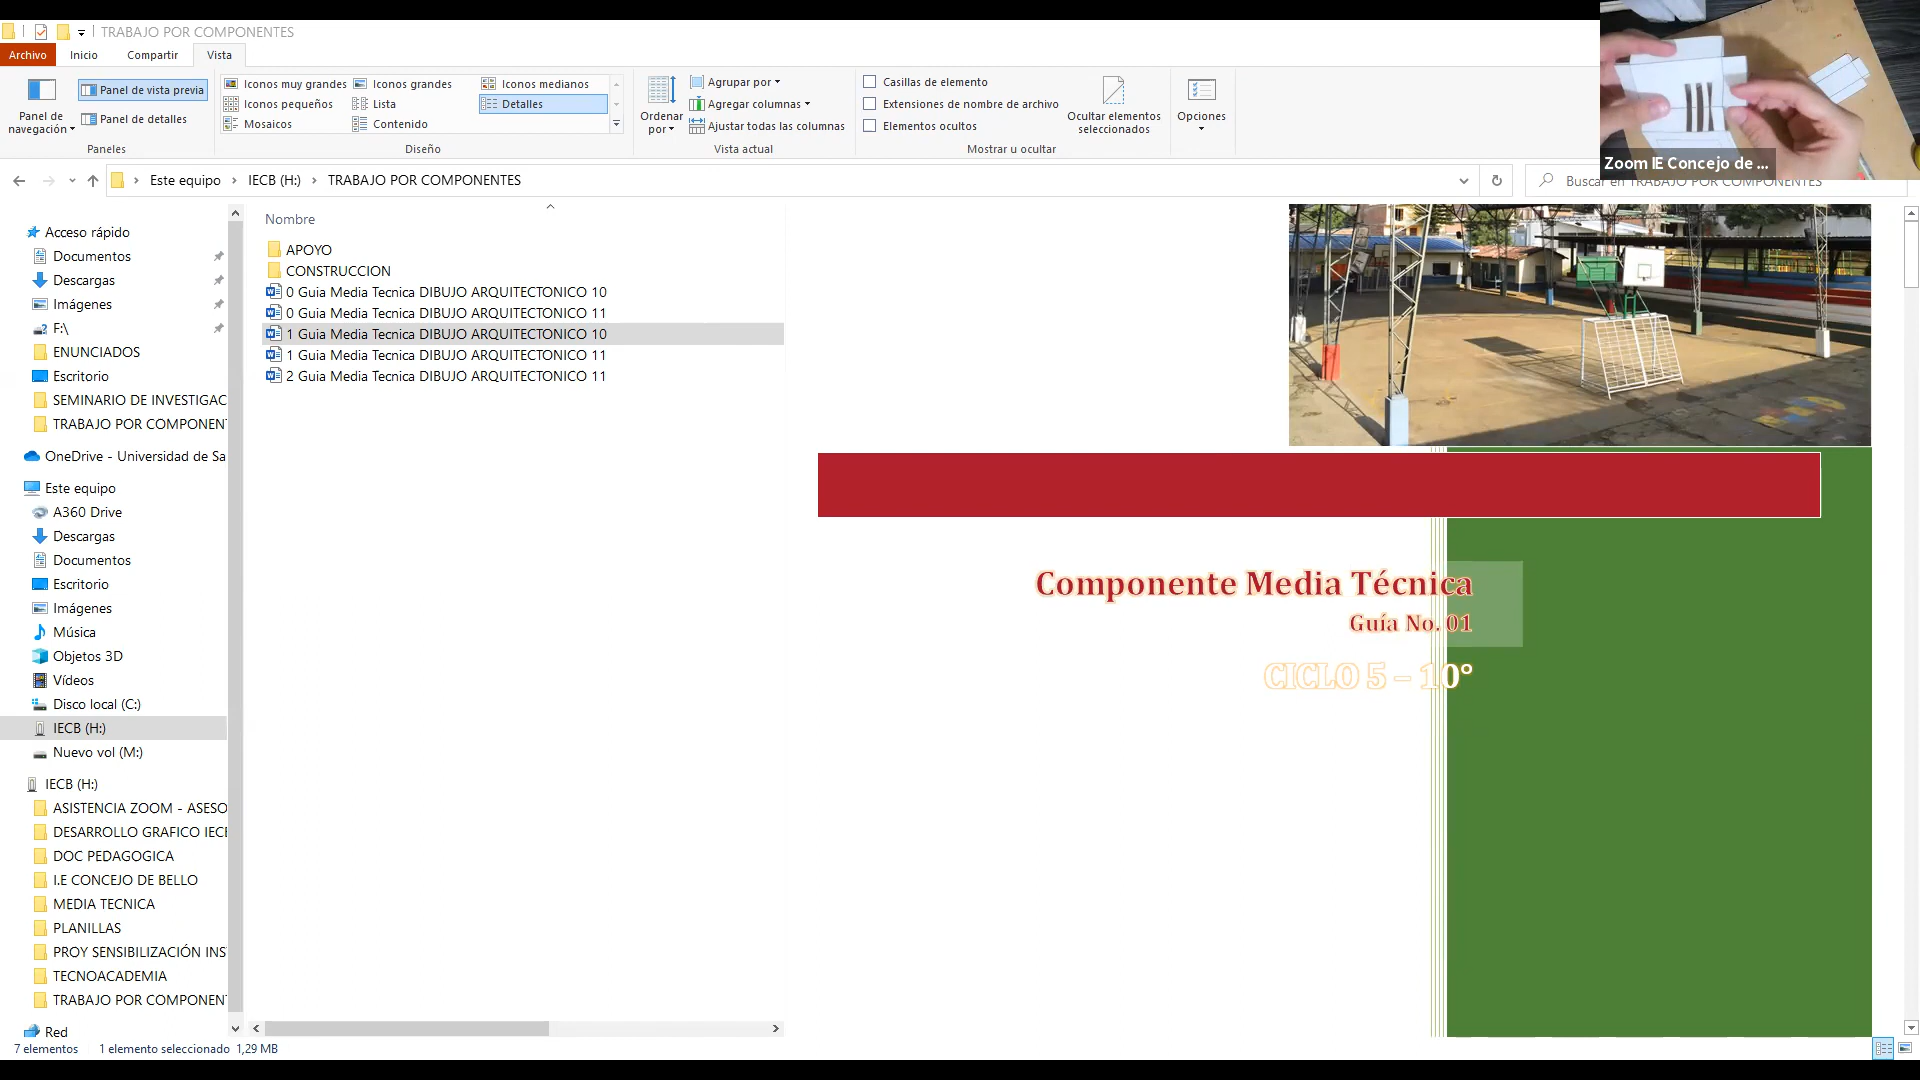 TRABAJO POR COMPONENTES
Archivo
Inicio
Compartir
Vista
Panel de navegación
Panel de vista previa
Panel de detalles
Paneles
Iconos muy grandes
Iconos grandes
Iconos medianos
Iconos pequeños
Lista
Detalles
Mosaicos
Contenido
Diseño
Ordenar por
Agrupar por
Agregar columnas
Ajustar todas las columnas
Vista actual
Casillas de elemento
Extensiones de nombre de archivo
Elementos ocultos
Mostrar u ocultar
Ocultar elementos seleccionados
Opciones
Zoom IE Concejo de ...
Este equipo
IECB (H:)
TRABAJO POR COMPONENTES
Buscar en TRABAJO POR COMPONENTES
Acceso rápido
Documentos
Descargas
Imágenes
F:\
ENUNCIADOS
Escritorio
SEMINARIO DE INVESTIGAC
TRABAJO POR COMPONENT
OneDrive - Universidad de Sa
Este equipo
A360 Drive
Descargas
Documentos
Escritorio
Imágenes
Música
Objetos 3D
Vídeos
Disco local (C:)
IECB (H:)
Nuevo vol (M:)
IECB (H:)
ASISTENCIA ZOOM - ASESO
DESARROLLO GRAFICO IECB
DOC PEDAGOGICA
I.E CONCEJO DE BELLO
MEDIA TECNICA
PLANILLAS
PROY SENSIBILIZACIÓN INS
TECNOACADEMIA
TRABAJO POR COMPONENT
Red
Nombre
APOYO
CONSTRUCCION
0 Guia Media Tecnica DIBUJO ARQUITECTONICO 10
0 Guia Media Tecnica DIBUJO ARQUITECTONICO 11
1 Guia Media Tecnica DIBUJO ARQUITECTONICO 10
1 Guia Media Tecnica DIBUJO ARQUITECTONICO 11
2 Guia Media Tecnica DIBUJO ARQUITECTONICO 11
Componente Media Técnica
Guía No. 01
CICLO 5 – 10°
7 elementos
1 elemento seleccionado 1,29 MB